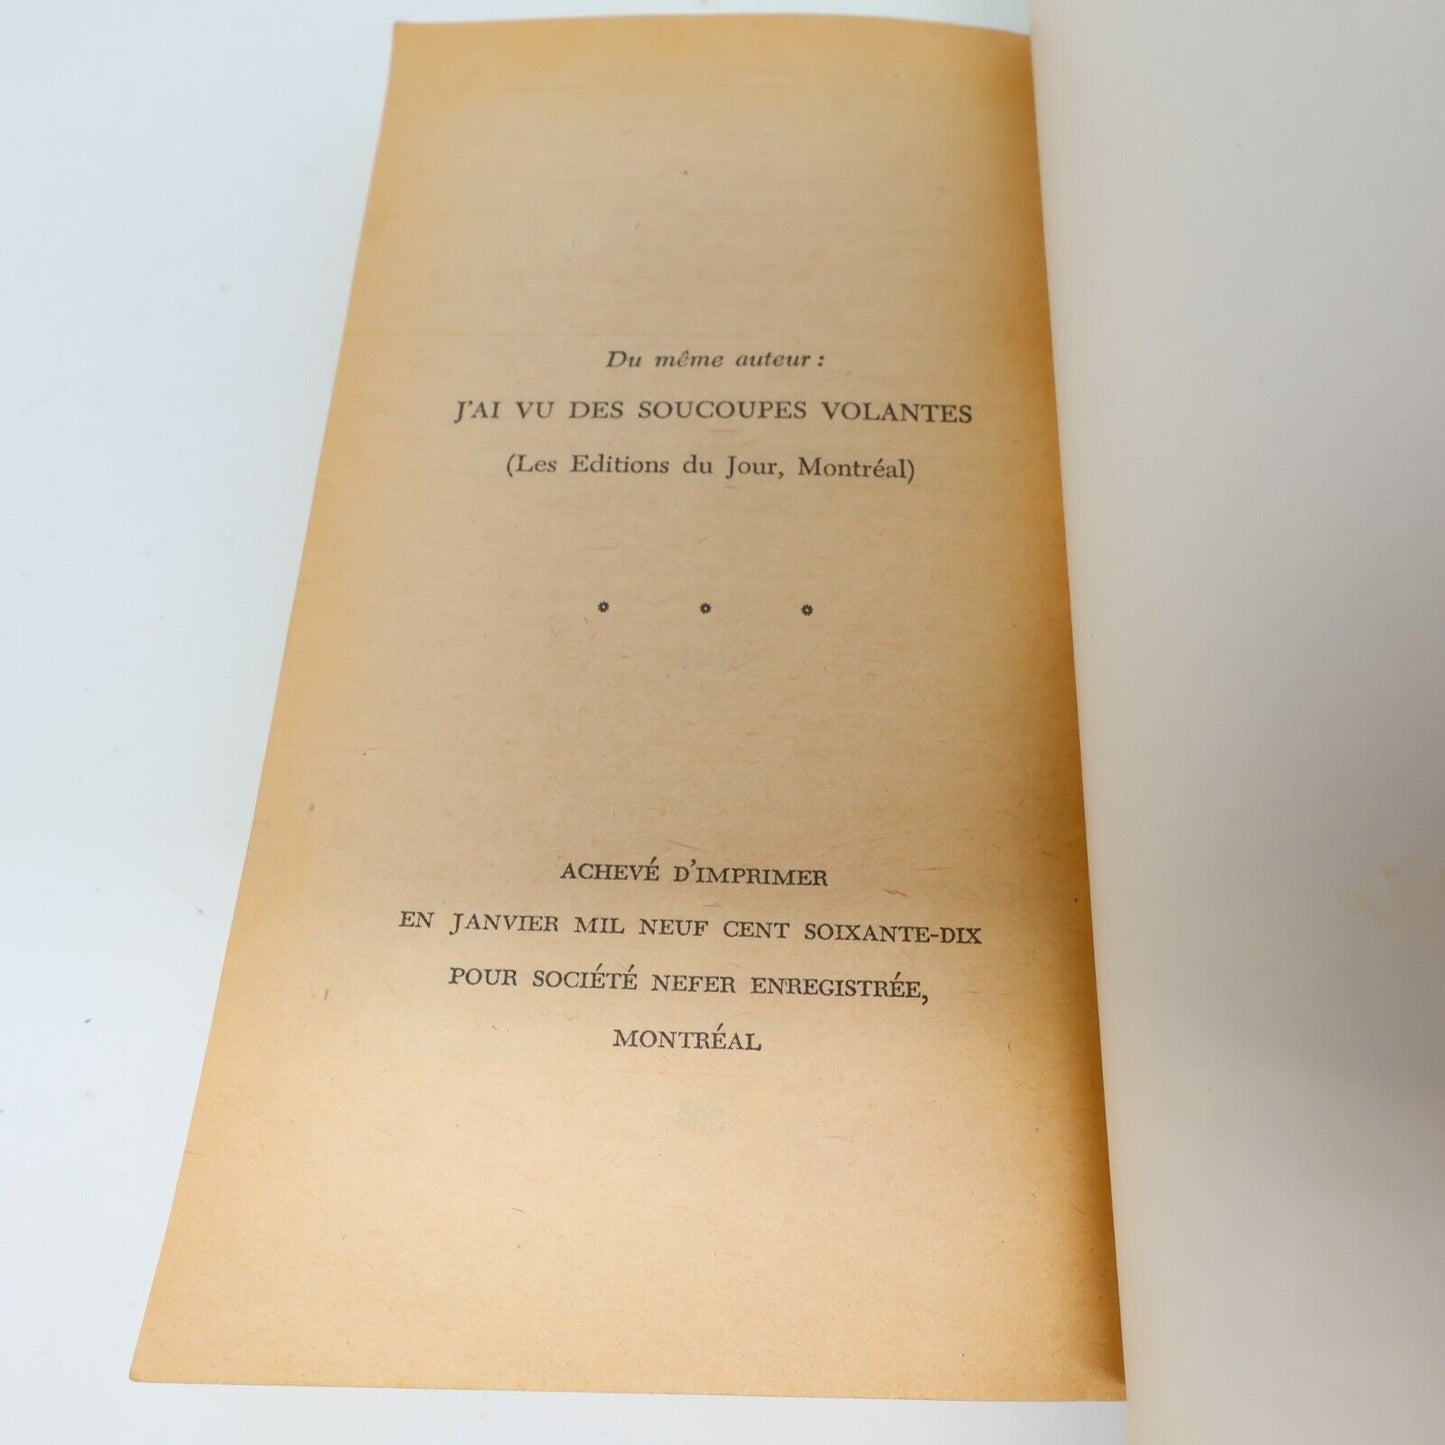 Du même auteur :
J'AI VU DES SOUCOUPES VOLANTES
(Les Editions du Jour, Montréal)
ACHEVÉ D'IMPRIMER
EN JANVIER MIL NEUF CENT SOIXANTE-DIX
POUR SOCIÉTÉ NEFER ENREGISTRÉE,
MONTRÉAL